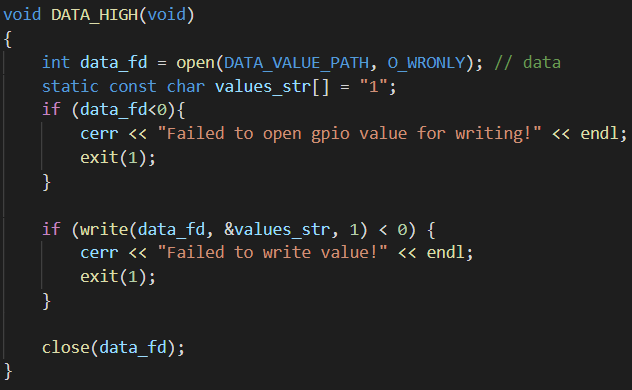 void DATA_HIGH(void)
{
    int data_fd = open(DATA_VALUE_PATH, O_WRONLY); // data
    static const char values_str[] = "1";
    if (data_fd<0){
        cerr << "Failed to open gpio value for writing!" << endl;
        exit(1);
    }

    if (write(data_fd, &values_str, 1) < 0) {
        cerr << "Failed to write value!" << endl;
        exit(1);
    }

    close(data_fd);
}